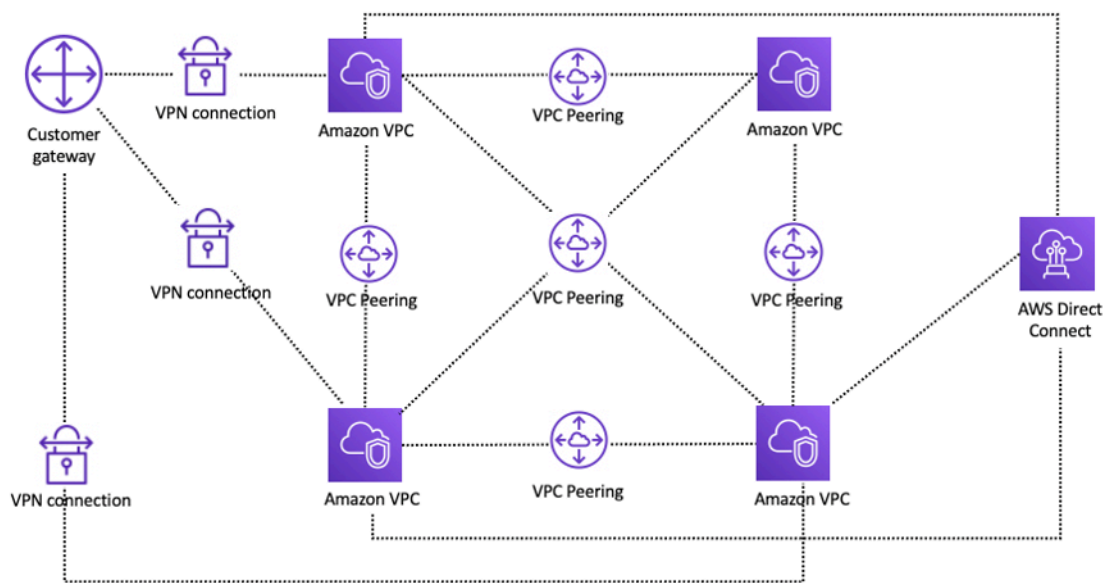 VPN connection
VPC Peering
Customer
gateway
Amazon VPC
Amazon VPC
VPN connection
VPC Peering
VPC Peering
VPC Peering
AWS Direct
Connect
VPN connection
Amazon VPC
VPC Peering
Amazon VPC